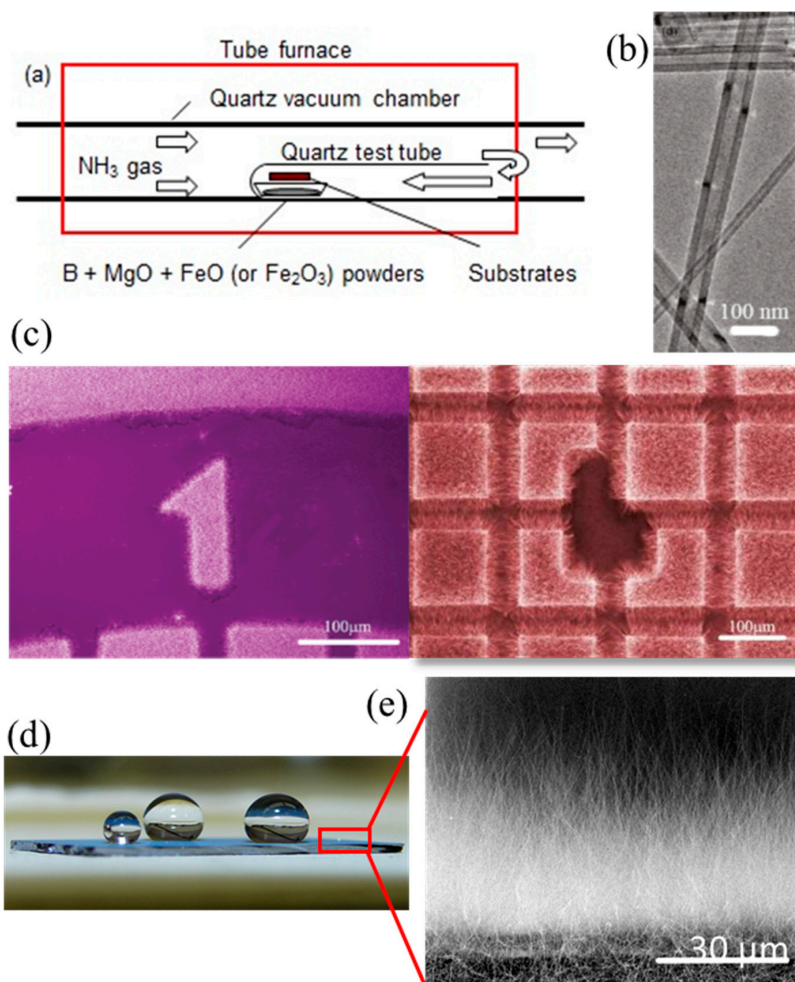 Tube furnace
(a)
Quartz vacuum chamber
NH₃ gas
Quartz test tube
B + MgO + FeO (or Fe₂O₃) powders
Substrates
(b)
100 nm
(c)
100μm
100μm
(d)
(e)
30 μm